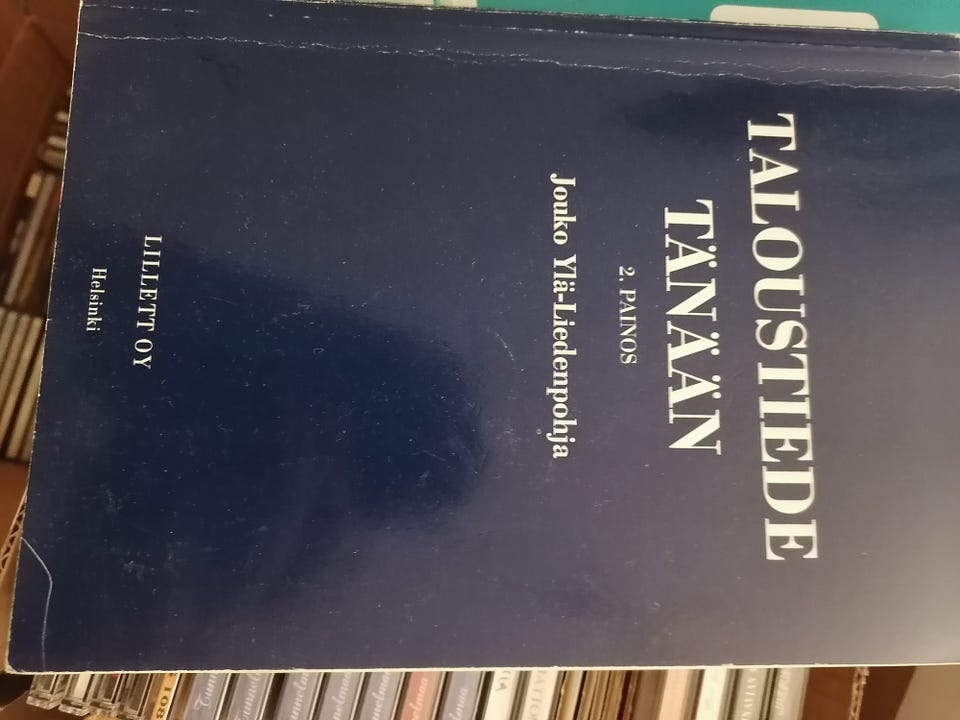 TALOUSTIEDE
TÄNÄÄN
2. PAINOS
Jouko Ylä-Liedenpohja
LILLETT OY
Helsinki